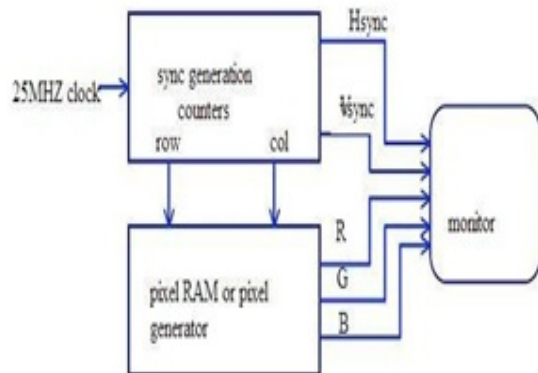 Hsync
sync generation
25MHZ clock
counters
Vsync
row col
R
monitor
G
pixel RAM or pixel
generator
B